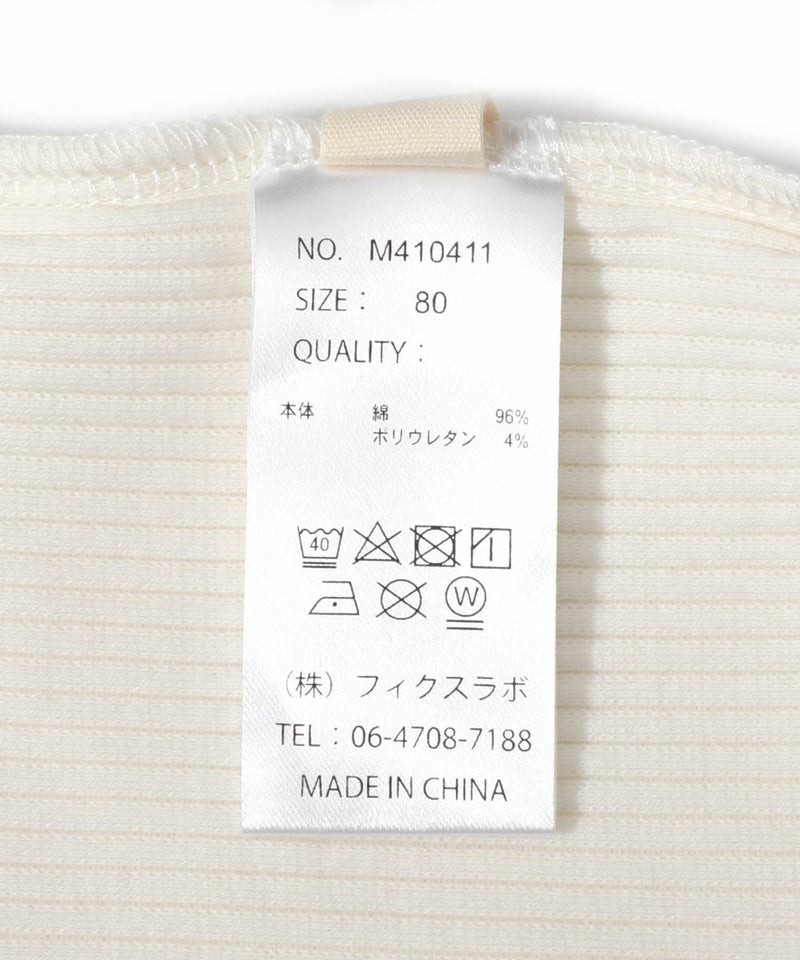 NO. M410411
SIZE： 80
QUALITY：
本体 綿 96%
ポリウレタン 4%
40
W
（株）フィクスラボ
TEL：06-4708-7188
MADE IN CHINA